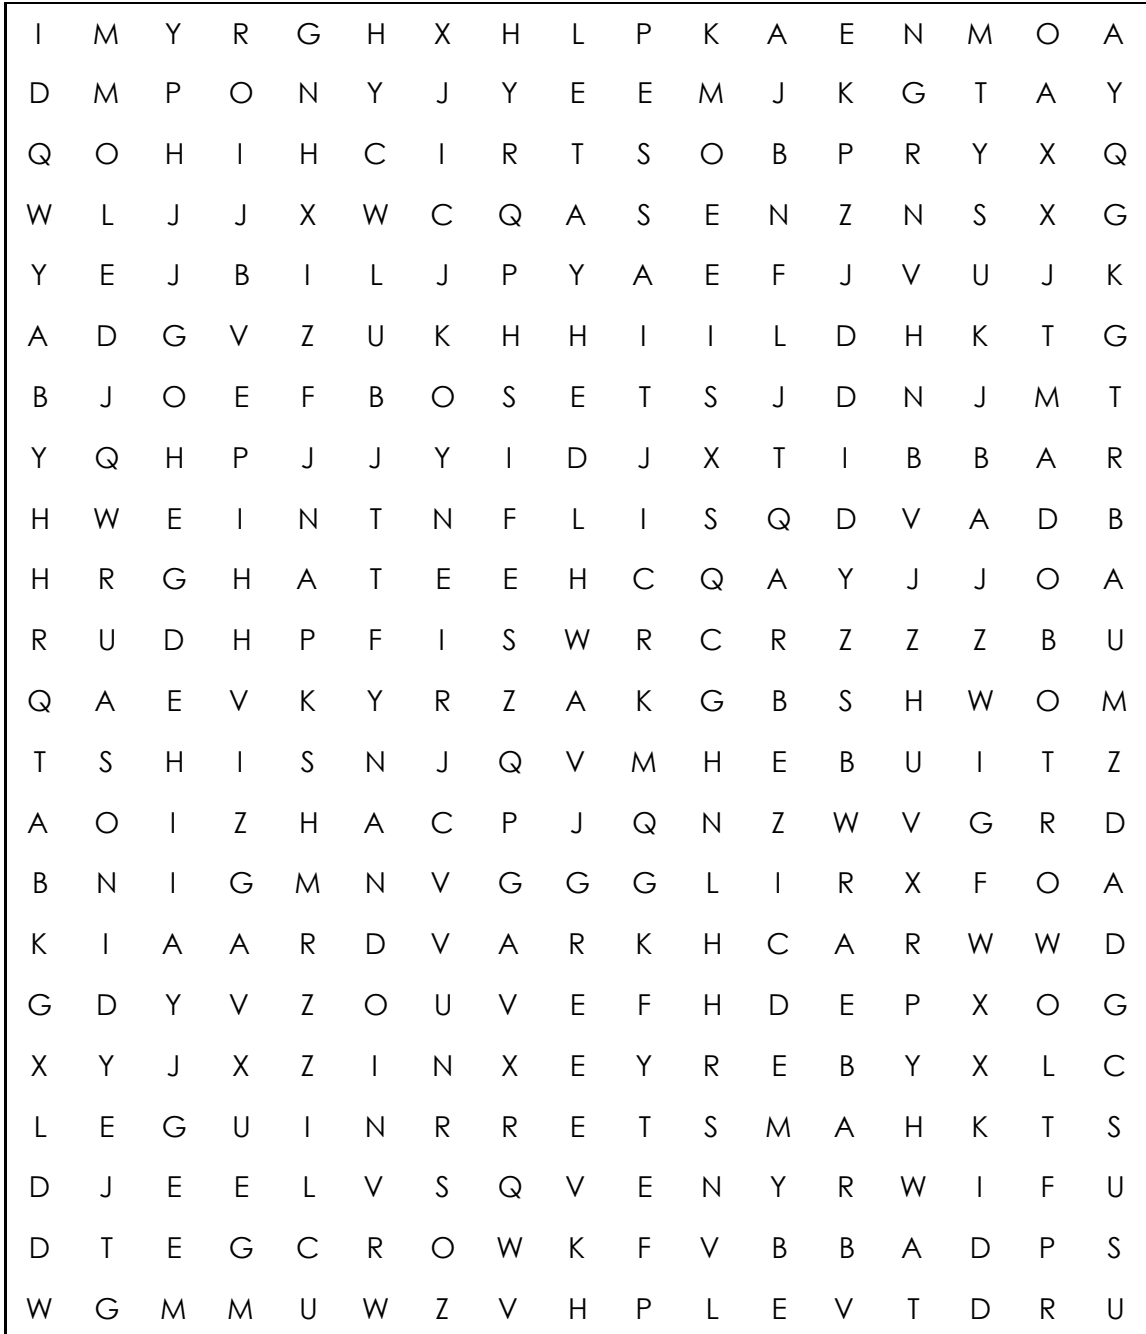 I M Y R G H X H L P K A E N M O A
D M P O N Y J Y E E M J K G T A Y
Q O H I H C I R T S O B P R Y X Q
W L J J X W C Q A S E N Z N S X G
Y E J B I L J P Y A E F J V U J K
A D G V Z U K H H I I L D H K T G
B J O E F B O S E T S J D N J M T
Y Q H P J J Y I D J X T I B B A R
H W E I N T N F L I S Q D V A D B
H R G H A T E E H C Q A Y J J O A
R U D H P F I S W R C R Z Z Z B U
Q A E V K Y R Z A K G B S H W O M
T S H I S N J Q V M H E B U I T Z
A O I Z H A C P J Q N Z W V G R D
B N I G M N V G G G L I R X F O A
K I A A R D V A R K H C A R W W D
G D Y V Z O U V E F H D E P X O G
X Y J X Z I N X E Y R E B Y X L C
L E G U I N R R E T S M A H K T S
D J E E L V S Q V E N Y R W I F U
D T E G C R O W K F V B B A D P S
W G M M U W Z V H P L E V T D R U